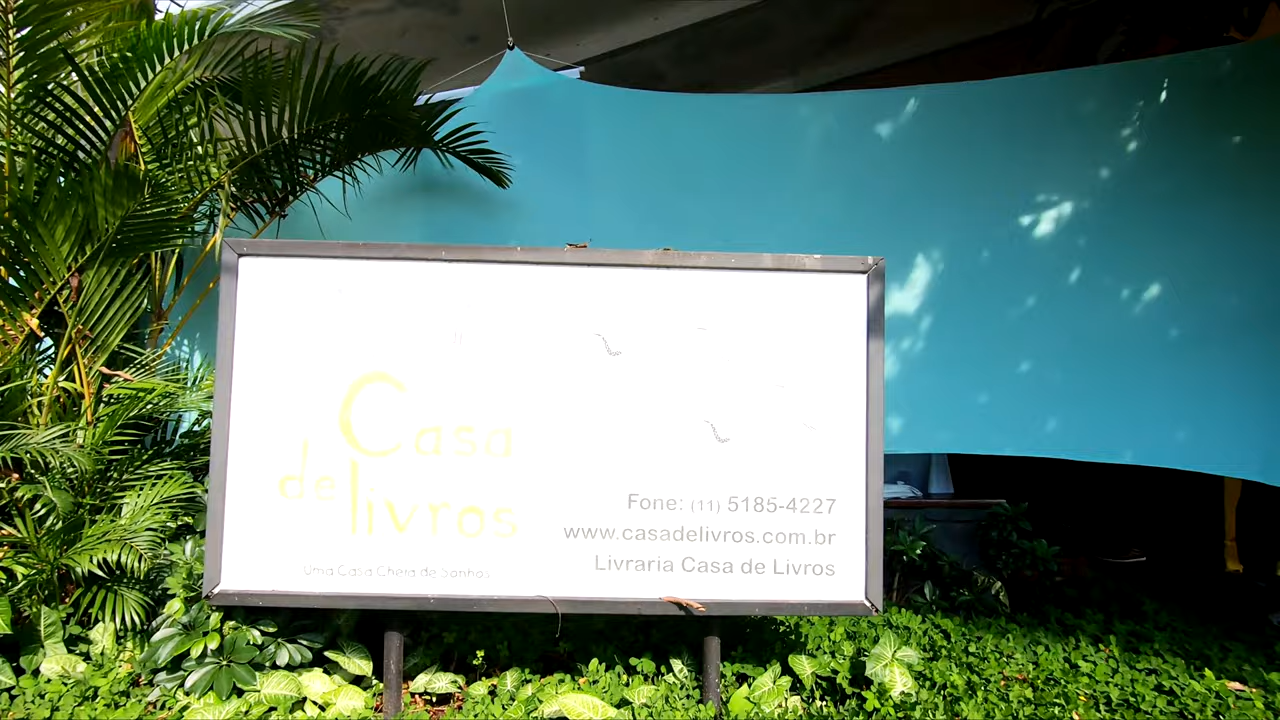 Casa
de livros
Uma Casa Cheia de Sonhos
Fone: (11) 5185-4227
www.casadelivros.com.br
Livraria Casa de Livros